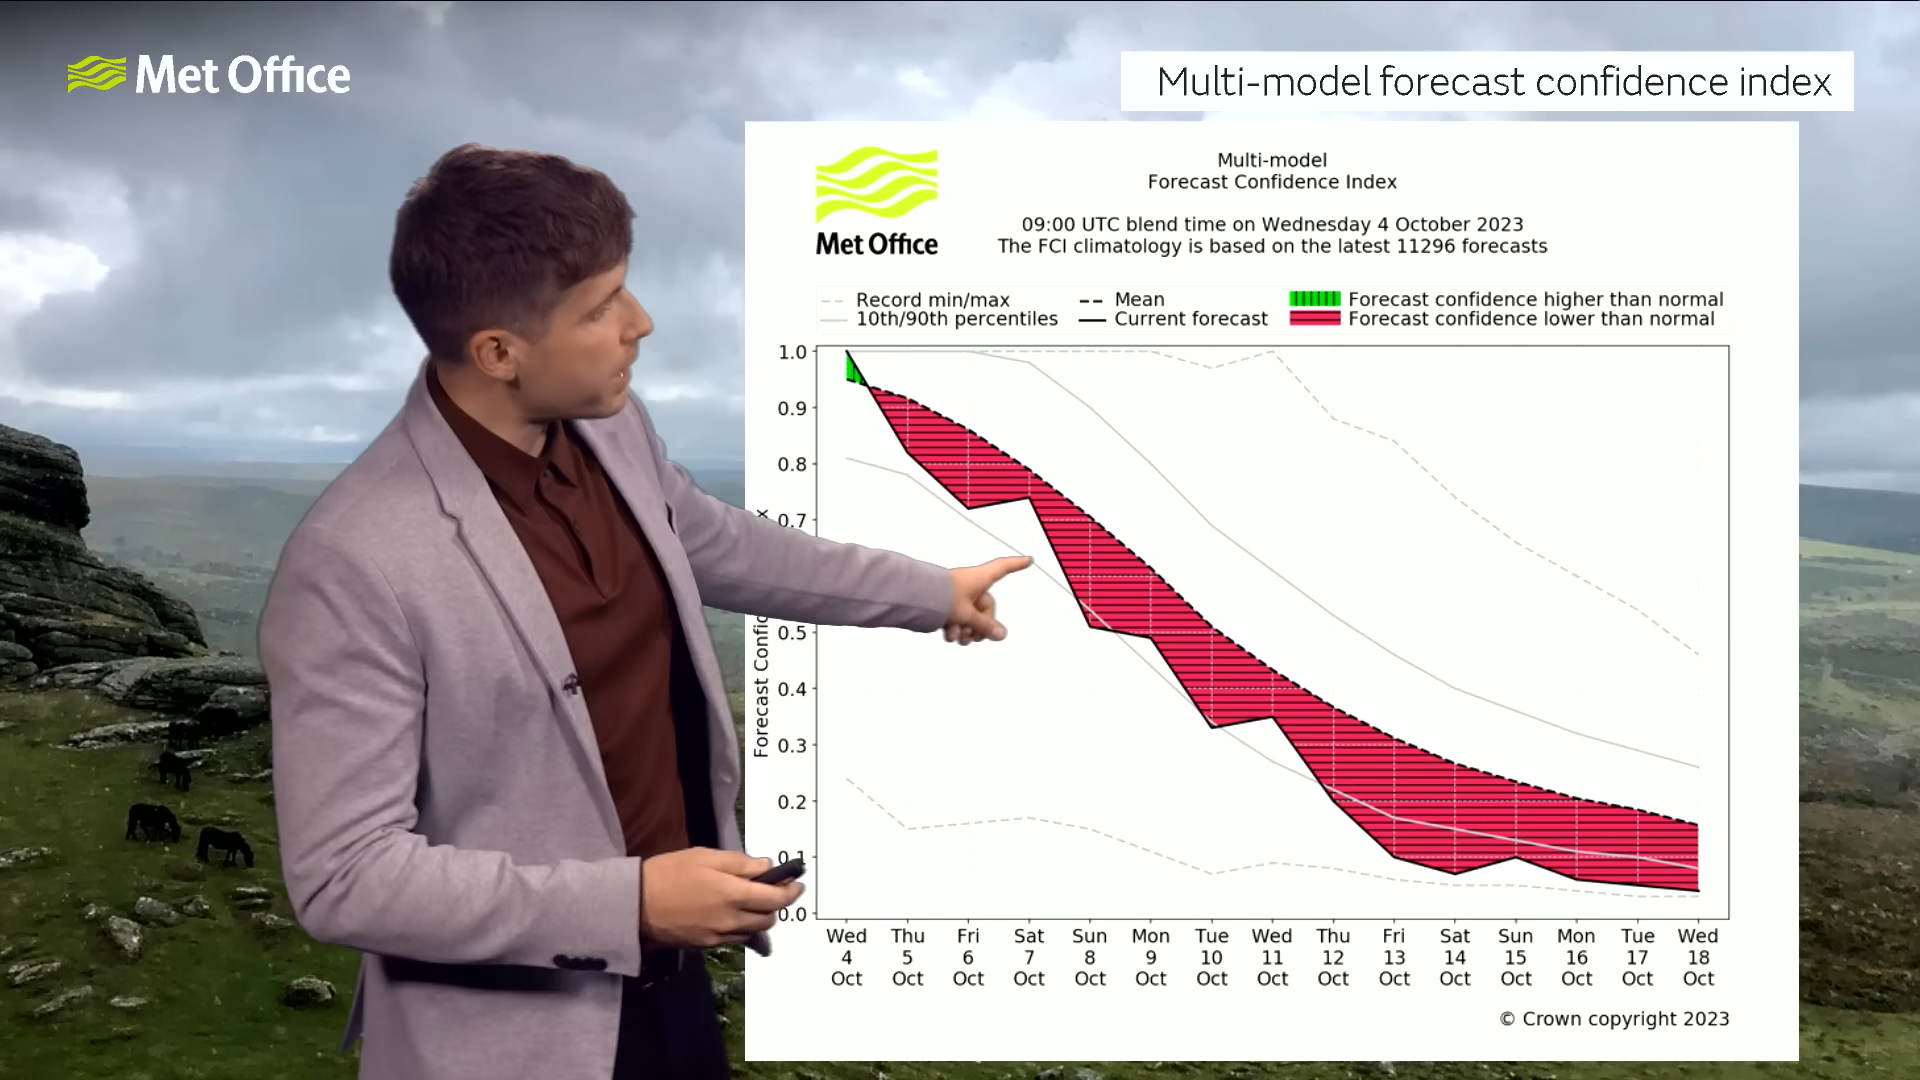 Met Office
Multi-model forecast confidence index
Met Office
Multi-model
Forecast Confidence Index
09:00 UTC blend time on Wednesday 4 October 2023
The FCI climatology is based on the latest 11296 forecasts
Record min/max
10th/90th percentiles
Mean
Current forecast
Forecast confidence higher than normal
Forecast confidence lower than normal
1.0
0.9
0.8
0.7
0.5
0.4
0.3
0.2
0.1
0.0
Forecast
Wed Thu Fri Sat Sun Mon Tue Wed Thu Fri Sat Sun Mon Tue Wed
4 5 6 7 8 9 10 11 12 13 14 15 16 17 18
Oct Oct Oct Oct Oct Oct Oct Oct Oct Oct Oct Oct Oct Oct Oct
© Crown copyright 2023